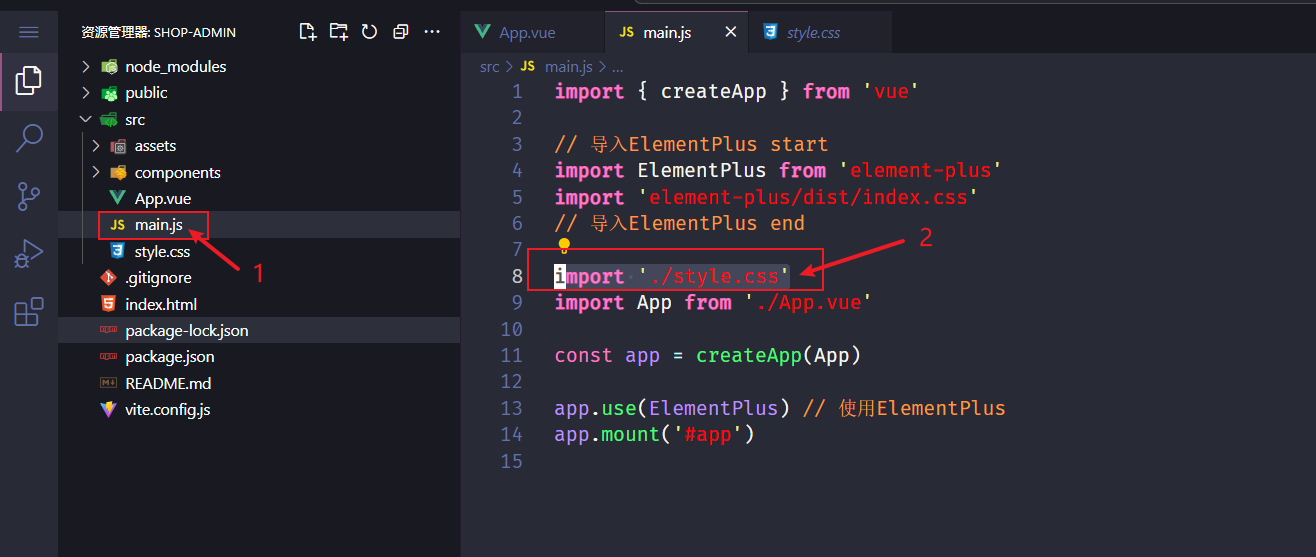 资源管理器: SHOP-ADMIN
node_modules
public
src
assets
components
App.vue
JS main.js
style.css
.gitignore
index.html
package-lock.json
package.json
README.md
vite.config.js
1
App.vue
JS main.js
style.css
src > JS main.js > ...
1 import { createApp } from 'vue'
2
3 // 导入ElementPlus start
4 import ElementPlus from 'element-plus'
5 import 'element-plus/dist/index.css'
6 // 导入ElementPlus end
7
8 import './style.css'
9 import App from './App.vue'
10
11 const app = createApp(App)
12
13 app.use(ElementPlus) // 使用ElementPlus
14 app.mount('#app')
15
2